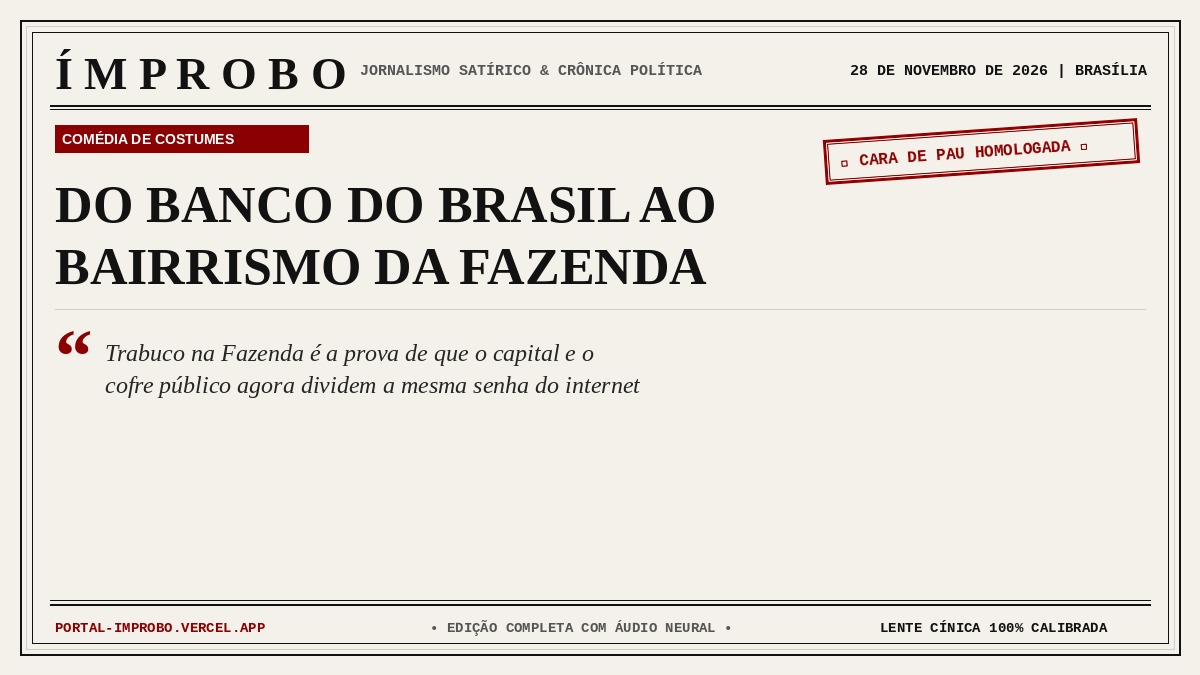 ÍMPROBO JORNALISMO SATÍRICO & CRÔNICA POLÍTICA 28 DE NOVEMBRO DE 2026 | BRASÍLIA
COMÉDIA DE COSTUMES
CARA DE PAU HOMOLOGADA
DO BANCO DO BRASIL AO
BAIRRISMO DA FAZENDA
“ Trabuco na Fazenda é a prova de que o capital e o
cofre público agora dividem a mesma senha do internet
PORTAL-IMPROBO.VERCEL.APP • EDIÇÃO COMPLETA COM ÁUDIO NEURAL • LENTE CÍNICA 100% CALIBRADA